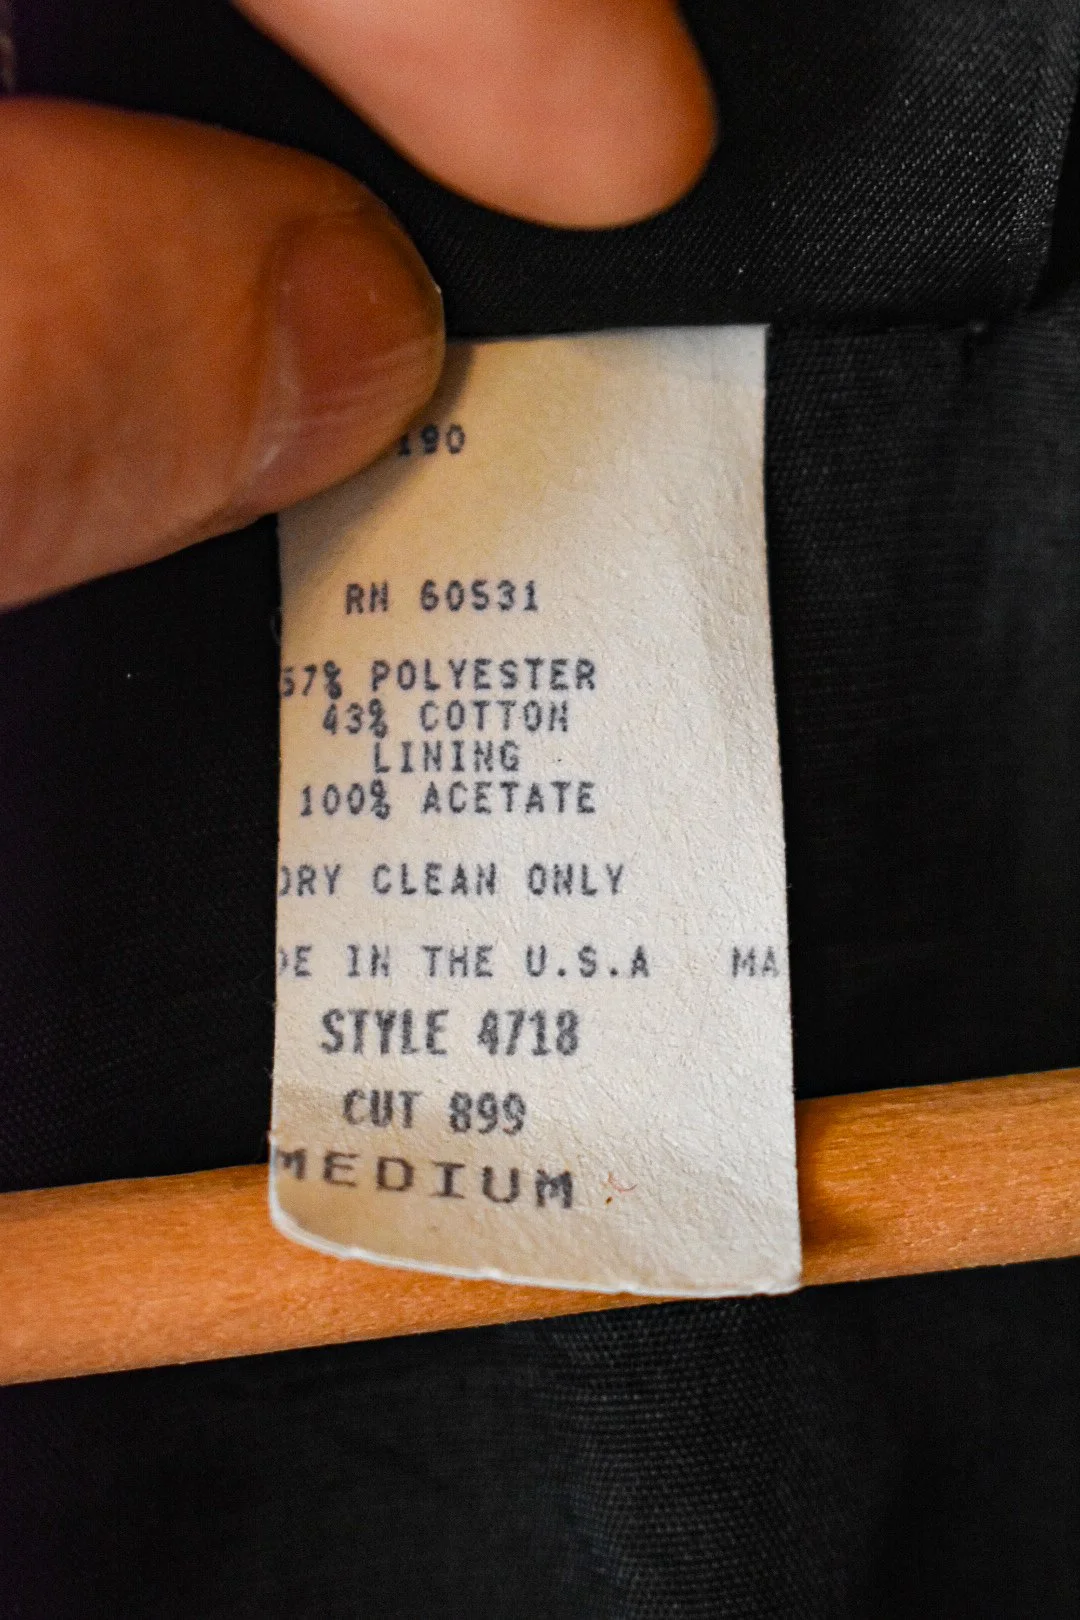 190
RN 60531
57% POLYESTER
43% COTTON
LINING
100% ACETATE
DRY CLEAN ONLY
DE IN THE U.S.A MA
STYLE 4718
CUT 899
MEDIUM